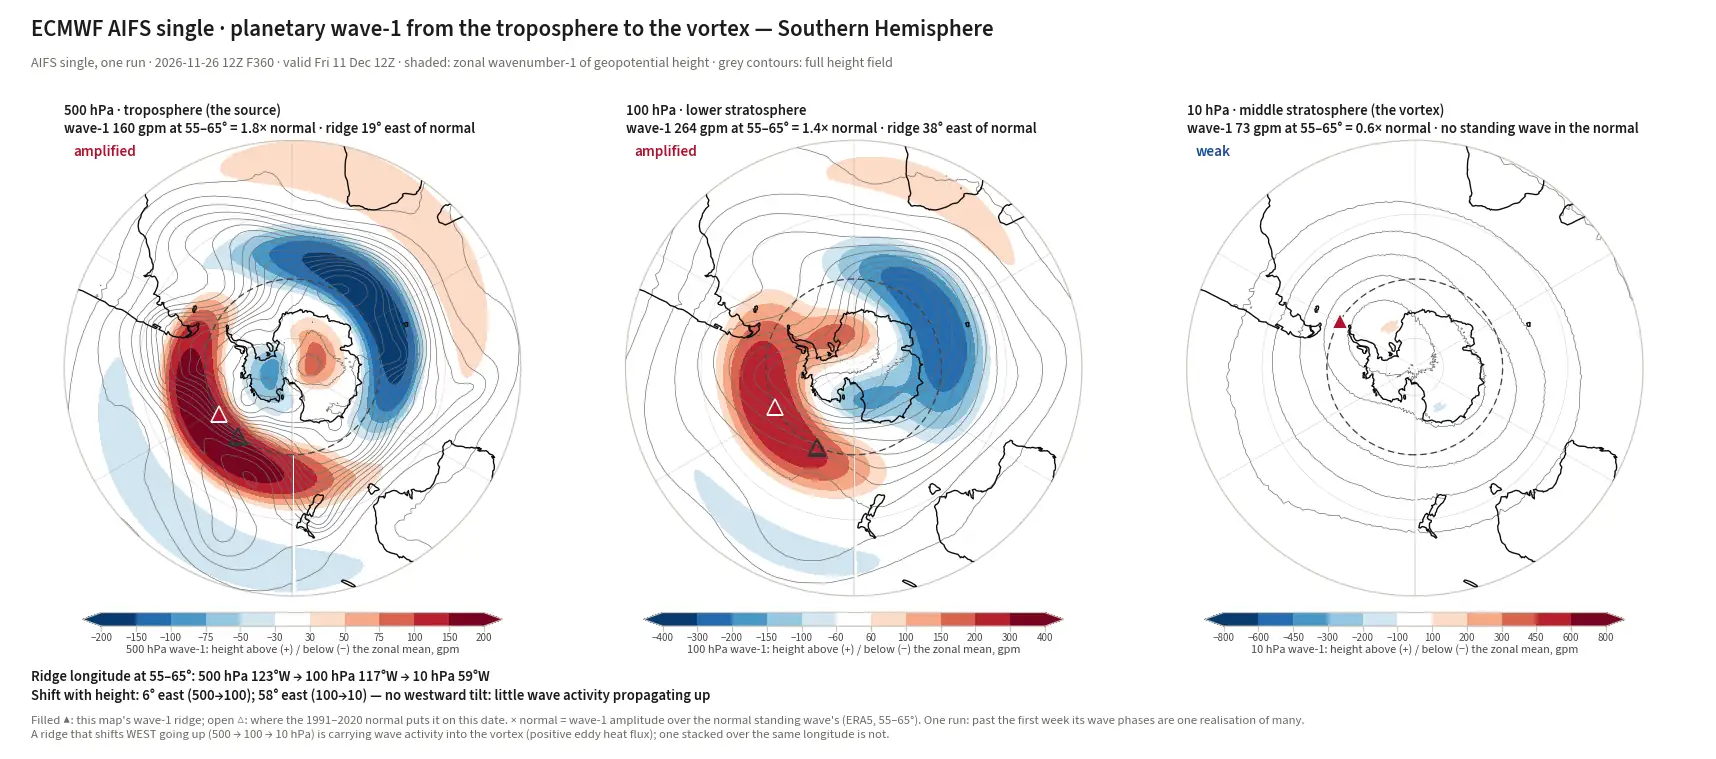 ECMWF AIFS single · planetary wave-1 from the troposphere to the vortex — Southern Hemisphere
AIFS single, one run · 2026-11-26 12Z F360 · valid Fri 11 Dec 12Z · shaded: zonal wavenumber-1 of geopotential height · grey contours: full height field
500 hPa · troposphere (the source)
wave-1 160 gpm at 55–65° = 1.8× normal · ridge 19° east of normal
amplified
100 hPa · lower stratosphere
wave-1 264 gpm at 55–65° = 1.4× normal · ridge 38° east of normal
amplified
10 hPa · middle stratosphere (the vortex)
wave-1 73 gpm at 55–65° = 0.6× normal · no standing wave in the normal
weak
−200 −150 −100 −75 −50 −30 30 50 75 100 150 200
500 hPa wave-1: height above (+) / below (−) the zonal mean, gpm
−400 −300 −200 −150 −100 −60 60 100 150 200 300 400
100 hPa wave-1: height above (+) / below (−) the zonal mean, gpm
−800 −600 −450 −300 −200 −100 100 200 300 450 600 800
10 hPa wave-1: height above (+) / below (−) the zonal mean, gpm
Ridge longitude at 55–65°: 500 hPa 123°W → 100 hPa 117°W → 10 hPa 59°W
Shift with height: 6° east (500→100); 58° east (100→10) — no westward tilt: little wave activity propagating up
Filled ▲: this map's wave-1 ridge; open △: where the 1991–2020 normal puts it on this date. × normal = wave-1 amplitude over the normal standing wave's (ERA5, 55–65°). One run: past the first week its wave phases are one realisation of many.
A ridge that shifts WEST going up (500 → 100 → 10 hPa) is carrying wave activity into the vortex (positive eddy heat flux); one stacked over the same longitude is not.